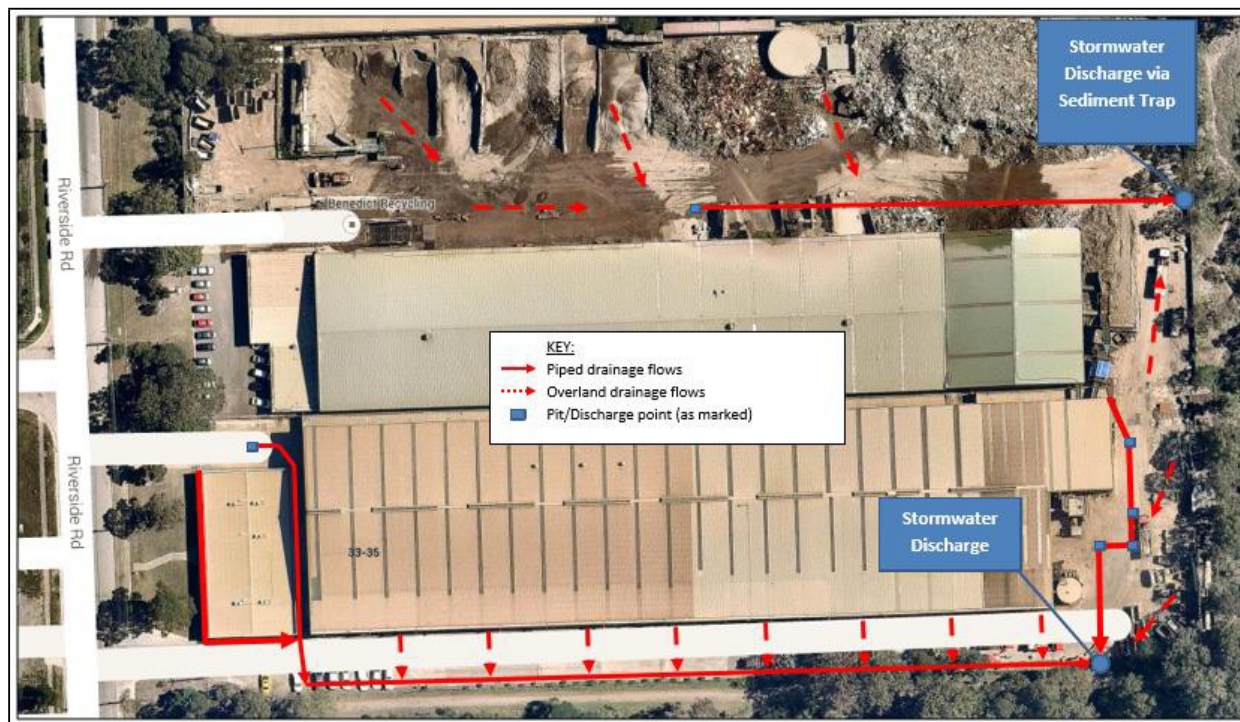 Stormwater
Discharge via
Sediment Trap
Riverside Rd
Benedict Recycling
KEY:
Piped drainage flows
Overland drainage flows
Pit/Discharge point (as marked)
Riverside Rd
33-35
Stormwater
Discharge